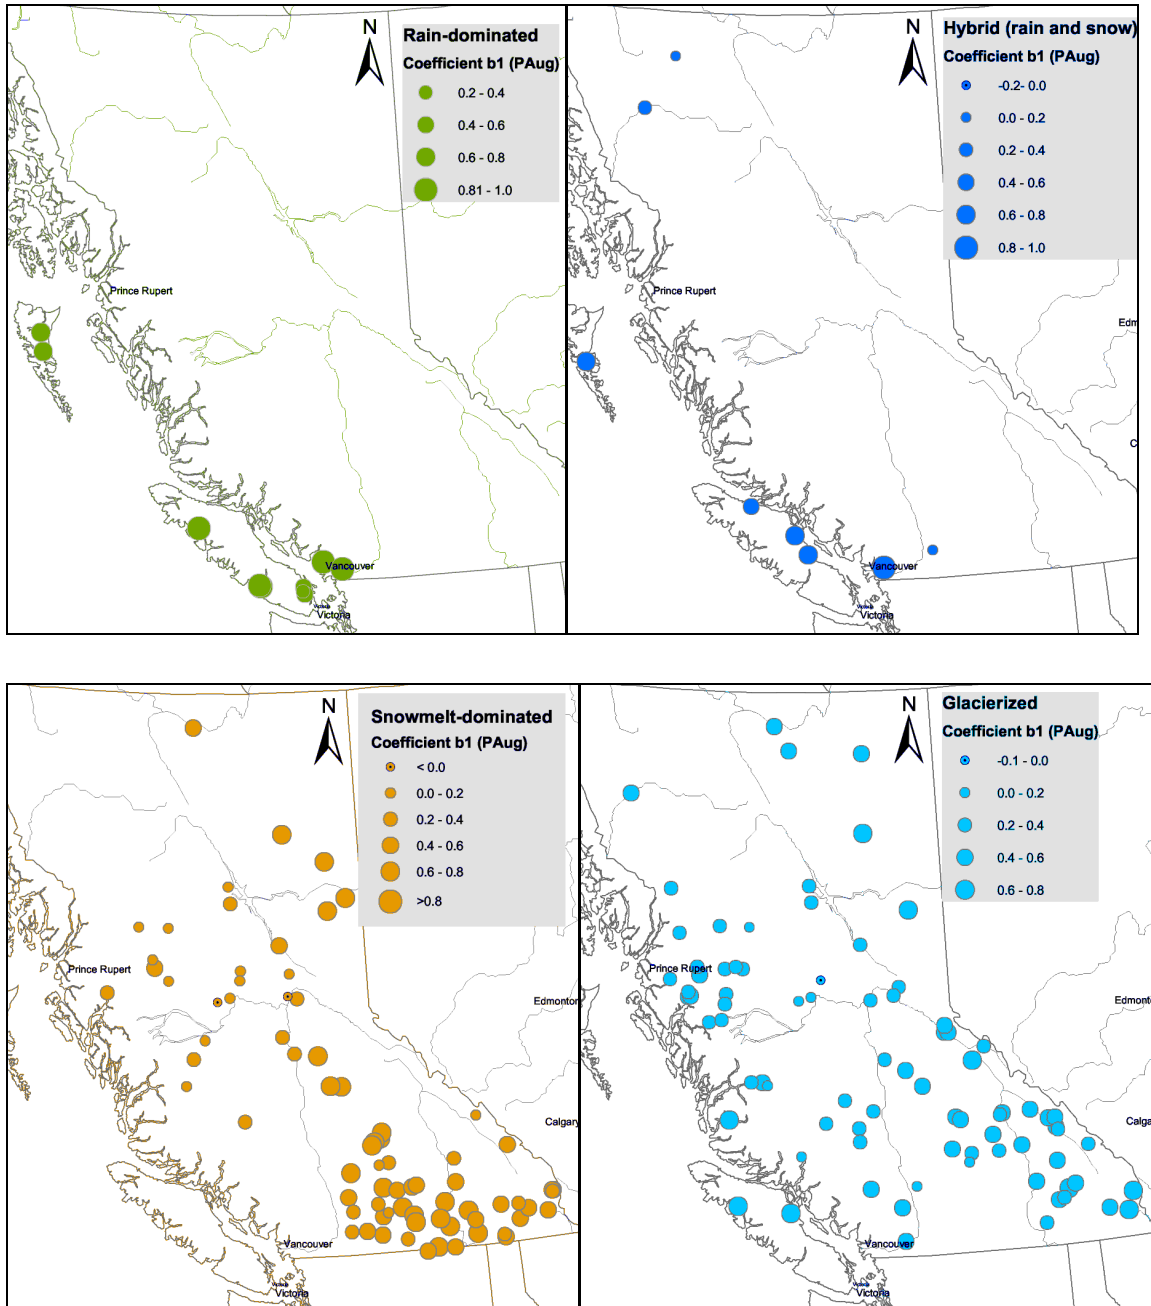 N
Rain-dominated
Coefficient b1 (PAug)
0.2 - 0.4
0.4 - 0.6
0.6 - 0.8
0.81 - 1.0
Prince Rupert
Vancouver
Victoria
Victoria
N
Hybrid (rain and snow)
Coefficient b1 (PAug)
-0.2- 0.0
0.0 - 0.2
0.2 - 0.4
0.4 - 0.6
0.6 - 0.8
0.8 - 1.0
Prince Rupert
Edm
C
Vancouver
Victoria
Victoria
N
Snowmelt-dominated
Coefficient b1 (PAug)
< 0.0
0.0 - 0.2
0.2 - 0.4
0.4 - 0.6
0.6 - 0.8
>0.8
Prince Rupert
Edmonton
Calgary
Vancouver
Victoria
Victoria
N
Glacierized
Coefficient b1 (PAug)
-0.1 - 0.0
0.0 - 0.2
0.2 - 0.4
0.4 - 0.6
0.6 - 0.8
Prince Rupert
Edmont
Calga
Vancouver
Victoria
Victoria